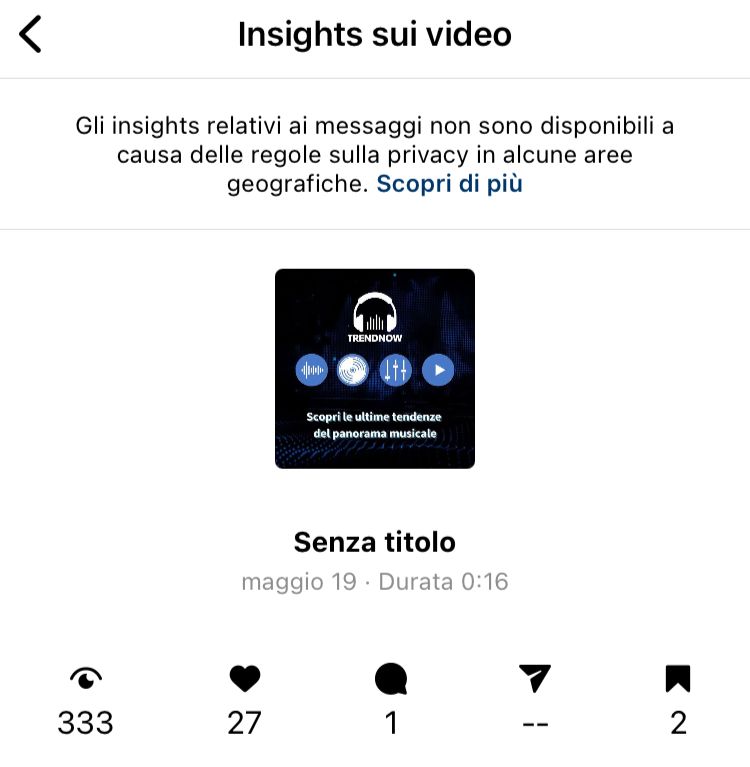 Insights sui video
Gli insights relativi ai messaggi non sono disponibili a
causa delle regole sulla privacy in alcune aree
geografiche. Scopri di più
TRENDNOW
Scopri le ultime tendenze
del panorama musicale
Senza titolo
maggio 19 · Durata 0:16
333 27 1 -- 2